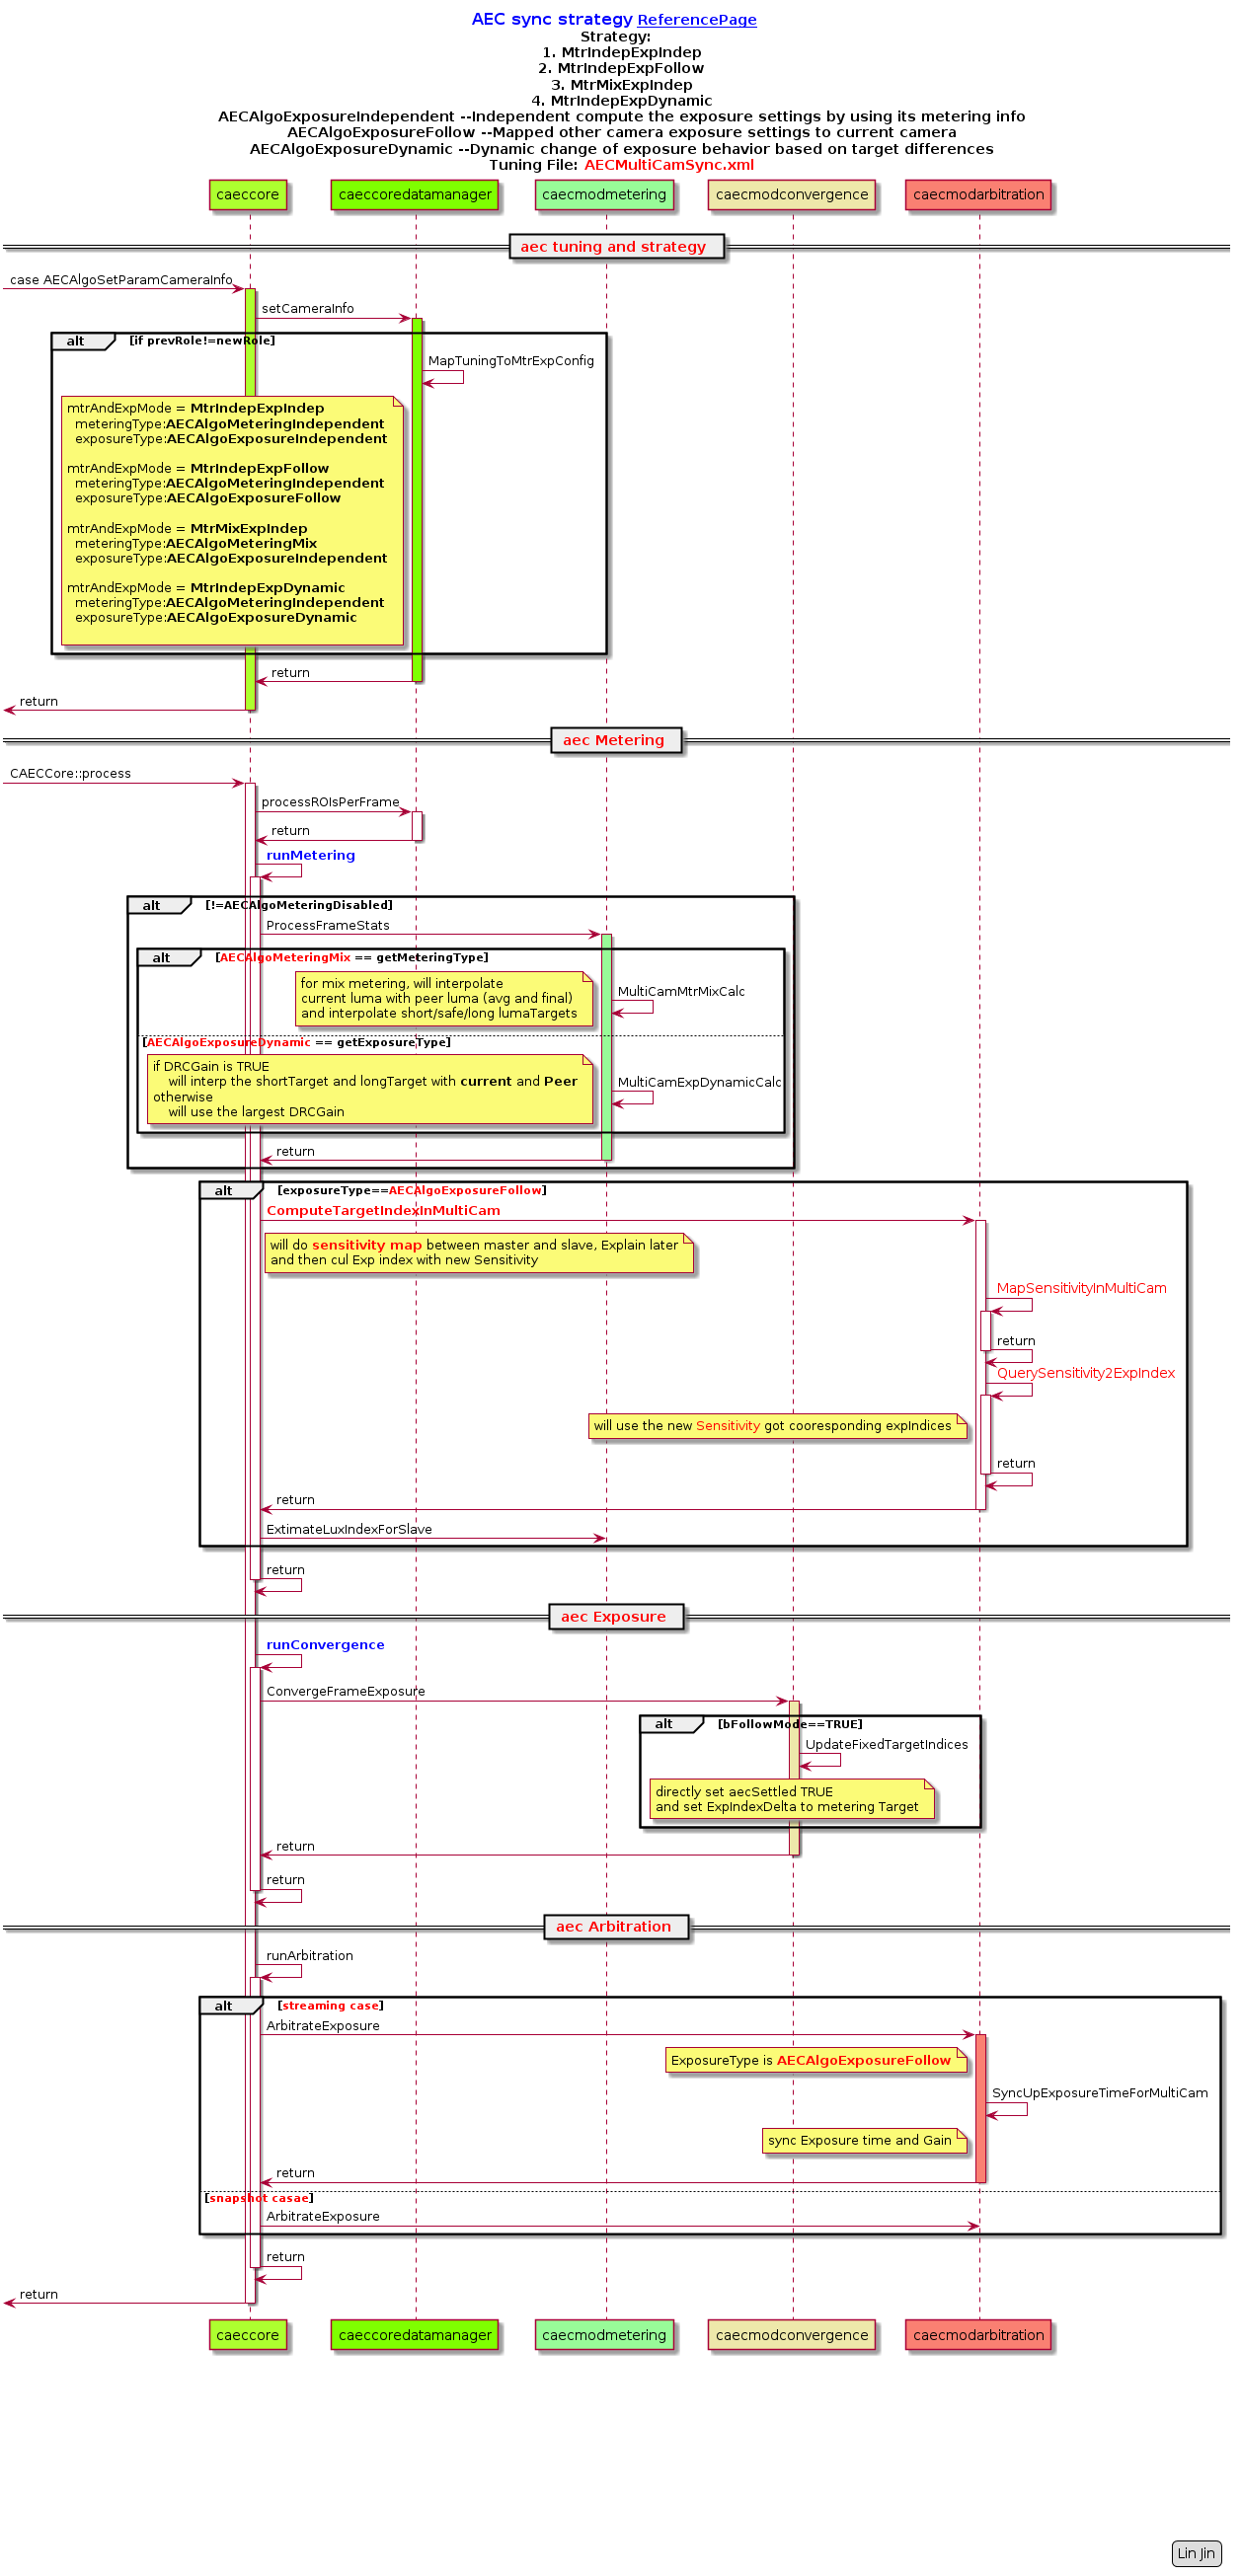 AEC sync strategy ReferencePage
Strategy:
1. MtrIndepExpIndep
2. MtrIndepExpFollow
3. MtrMixExpIndep
4. MtrIndepExpDynamic
AECAlgoExposureIndependent --Independent compute the exposure settings by using its metering info
AECAlgoExposureFollow --Mapped other camera exposure settings to current camera
AECAlgoExposureDynamic --Dynamic change of exposure behavior based on target differences
Tuning File: AECMultiCamSync.xml
caeccore caeccoredatamanager caecmodmetering caecmodconvergence caecmodarbitration
aec tuning and strategy
case AECAlgoSetParamCameraInfo
setCameraInfo
alt [if prevRole!=newRole]
MapTuningToMtrExpConfig
mtrAndExpMode = MtrIndepExpIndep
meteringType:AECAlgoMeteringIndependent
exposureType:AECAlgoExposureIndependent
mtrAndExpMode = MtrIndepExpFollow
meteringType:AECAlgoMeteringIndependent
exposureType:AECAlgoExposureFollow
mtrAndExpMode = MtrMixExpIndep
meteringType:AECAlgoMeteringMix
exposureType:AECAlgoExposureIndependent
mtrAndExpMode = MtrIndepExpDynamic
meteringType:AECAlgoMeteringIndependent
exposureType:AECAlgoExposureDynamic
return
return
aec Metering
CAECCore::process
processROIsPerFrame
return
runMetering
alt [!=AECAlgoMeteringDisabled]
ProcessFrameStats
alt [AECAlgoMeteringMix == getMeteringType]
for mix metering, will interpolate
current luma with peer luma (avg and final)
and interpolate short/safe/long lumaTargets
MultiCamMtrMixCalc
[AECAlgoExposureDynamic == getExposureType]
if DRCGain is TRUE
will interp the shortTarget and longTarget with current and Peer
otherwise
will use the largest DRCGain
MultiCamExpDynamicCalc
return
alt [exposureType==AECAlgoExposureFollow]
ComputeTargetIndexInMultiCam
will do sensitivity map between master and slave, Explain later
and then cul Exp index with new Sensitivity
MapSensitivityInMultiCam
return
QuerySensitivity2ExpIndex
will use the new Sensitivity got cooresponding expIndices
return
return
ExtimateLuxIndexForSlave
return
aec Exposure
runConvergence
ConvergeFrameExposure
alt [bFollowMode==TRUE]
UpdateFixedTargetIndices
directly set aecSettled TRUE
and set ExpIndexDelta to metering Target
return
return
aec Arbitration
runArbitration
alt [streaming case]
ArbitrateExposure
ExposureType is AECAlgoExposureFollow
SyncUpExposureTimeForMultiCam
sync Exposure time and Gain
return
[snapshot casae]
ArbitrateExposure
return
return
caeccore caeccoredatamanager caecmodmetering caecmodconvergence caecmodarbitration
Lin Jin